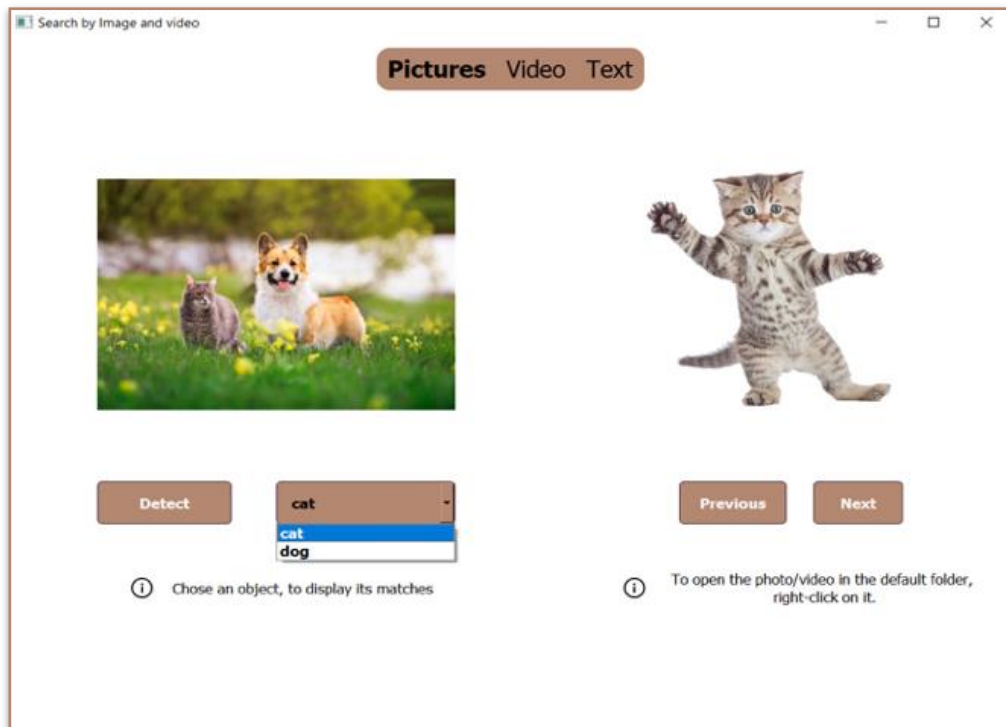 Search by Image and video
Pictures Video Text
Detect
cat
cat
dog
Previous
Next
Chose an object, to display its matches
To open the photo/video in the default folder,
right-click on it.